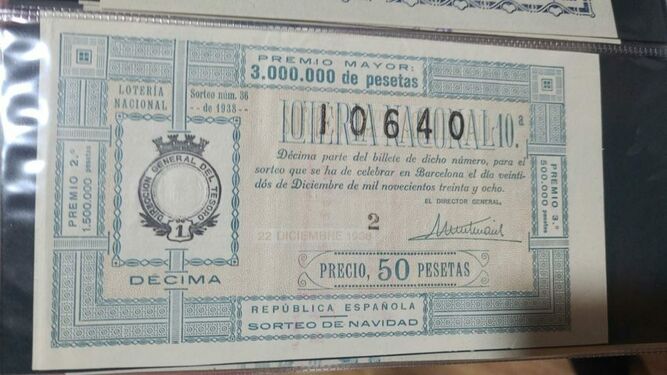 PREMIO MAYOR:
3.000.000 de pesetas
LOTERÍA
NACIONAL
Sorteo núm. 36
de 1938
LOTERIA NACIONAL 10.ª
10640
Décima parte del billete de dicho número, para el
sorteo que se ha de celebrar en Barcelona el día veinti-
dós de Diciembre de mil novecientos treinta y ocho.
EL DIRECTOR GENERAL,
PREMIO 2.º
1.500.000 pesetas
DIRECCION GENERAL DEL TESORO
1
DÉCIMA
2
22 DICIEMBRE 1938
PRECIO, 50 PESETAS
PREMIO 3.º
500.000 pesetas
REPÚBLICA ESPAÑOLA
SORTEO DE NAVIDAD